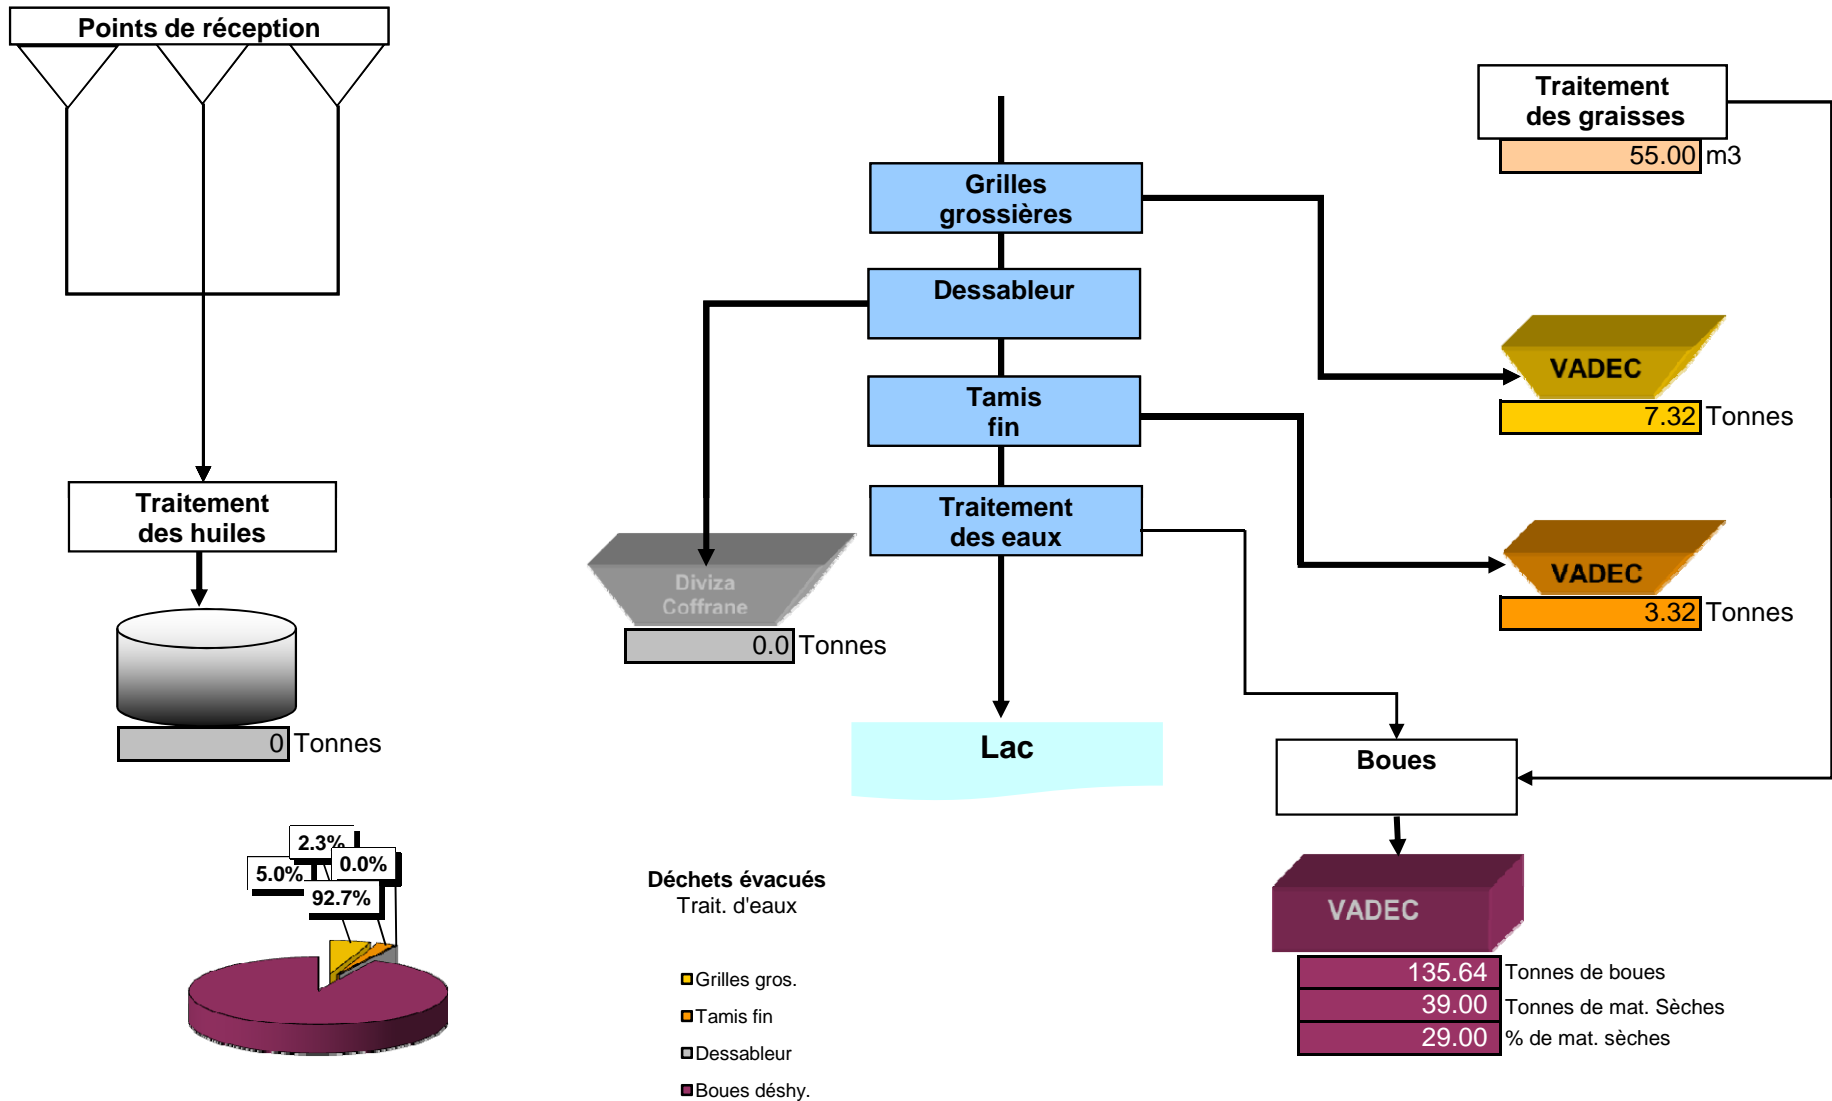 Points de réception
Traitement
des graisses
55.00 m3
Grilles
grossières
Dessableur
VADEC
7.32 Tonnes
Tamis
fin
Traitement
des huiles
Traitement
des eaux
Diviza
Coffrane
0.0 Tonnes
VADEC
3.32 Tonnes
0 Tonnes
Lac
Boues
2.3%
0.0%
5.0%
92.7%
Déchets évacués
Trait. d'eaux
Grilles gros.
Tamis fin
Dessableur
Boues déshy.
VADEC
135.64 Tonnes de boues
39.00 Tonnes de mat. Sèches
29.00 % de mat. sèches